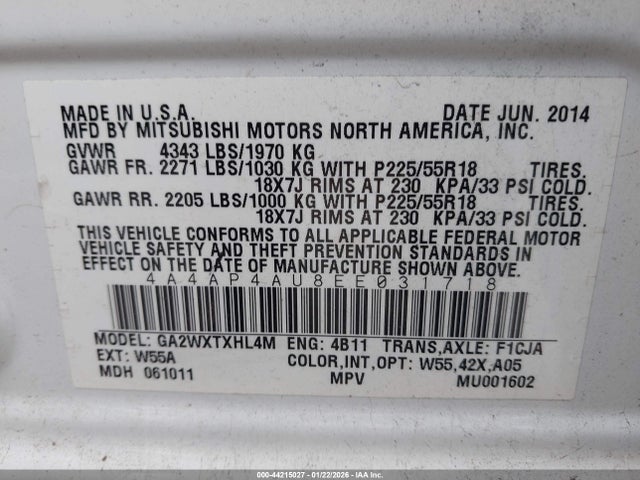 MADE IN U.S.A. DATE JUN. 2014
MFD BY MITSUBISHI MOTORS NORTH AMERICA, INC.
GVWR 4343 LBS/1970 KG
GAWR FR. 2271 LBS/1030 KG WITH P225/55R18 TIRES.
18X7J RIMS AT 230 KPA/33 PSI COLD.
GAWR RR. 2205 LBS/1000 KG WITH P225/55R18 TIRES.
18X7J RIMS AT 230 KPA/33 PSI COLD.
THIS VEHICLE CONFORMS TO ALL APPLICABLE FEDERAL MOTOR
VEHICLE SAFETY AND THEFT PREVENTION STANDARDS IN
EFFECT ON THE DATE OF MANUFACTURE SHOWN ABOVE.
4A4AP4AU8EE031718
MODEL: GA2WXTXHL4M ENG: 4B11 TRANS,AXLE: F1CJA
EXT: W55A COLOR,INT,OPT: W55,42X,A05
MDH 061011 MPV MU001602
000-44215027 - 01/22/2026 - IAA Inc.